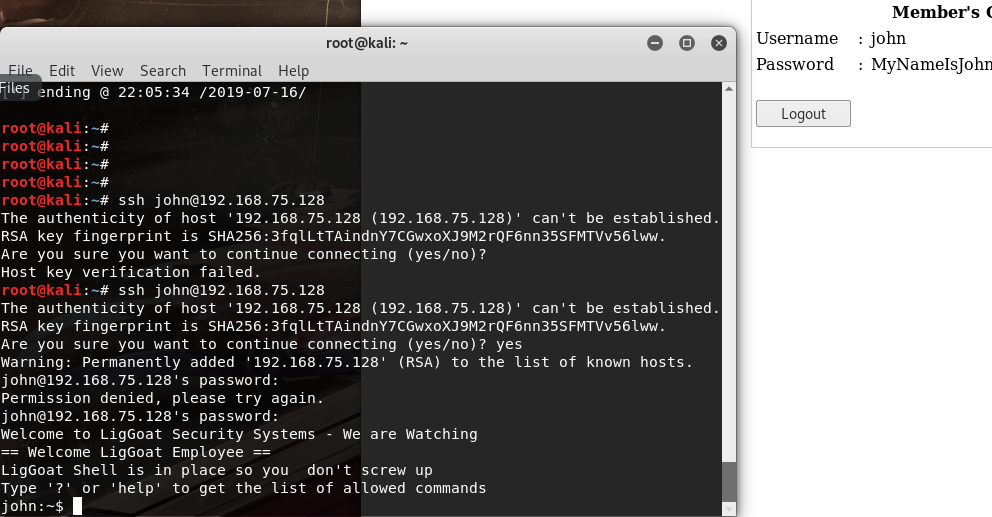 root@kali: ~
File Edit View Search Terminal Help
Files
ending @ 22:05:34 /2019-07-16/
root@kali:~#
root@kali:~#
root@kali:~#
root@kali:~#
root@kali:~# ssh john@192.168.75.128
The authenticity of host '192.168.75.128 (192.168.75.128)' can't be established.
RSA key fingerprint is SHA256:3fqlLtTAindnY7CGwxoXJ9M2rQF6nn35SFMTVv56lww.
Are you sure you want to continue connecting (yes/no)?
Host key verification failed.
root@kali:~# ssh john@192.168.75.128
The authenticity of host '192.168.75.128 (192.168.75.128)' can't be established.
RSA key fingerprint is SHA256:3fqlLtTAindnY7CGwxoXJ9M2rQF6nn35SFMTVv56lww.
Are you sure you want to continue connecting (yes/no)? yes
Warning: Permanently added '192.168.75.128' (RSA) to the list of known hosts.
john@192.168.75.128's password:
Permission denied, please try again.
john@192.168.75.128's password:
Welcome to LigGoat Security Systems - We are Watching
== Welcome LigGoat Employee ==
LigGoat Shell is in place so you  don't screw up
Type '?' or 'help' to get the list of allowed commands
john:~$
Member's
Username : john
Password : MyNameIsJohn
Logout